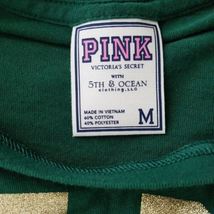 PINK
VICTORIA'S SECRET
WITH
5TH & OCEAN
clothing, LLC
MADE IN VIETNAM
60% COTTON
40% POLYESTER
M